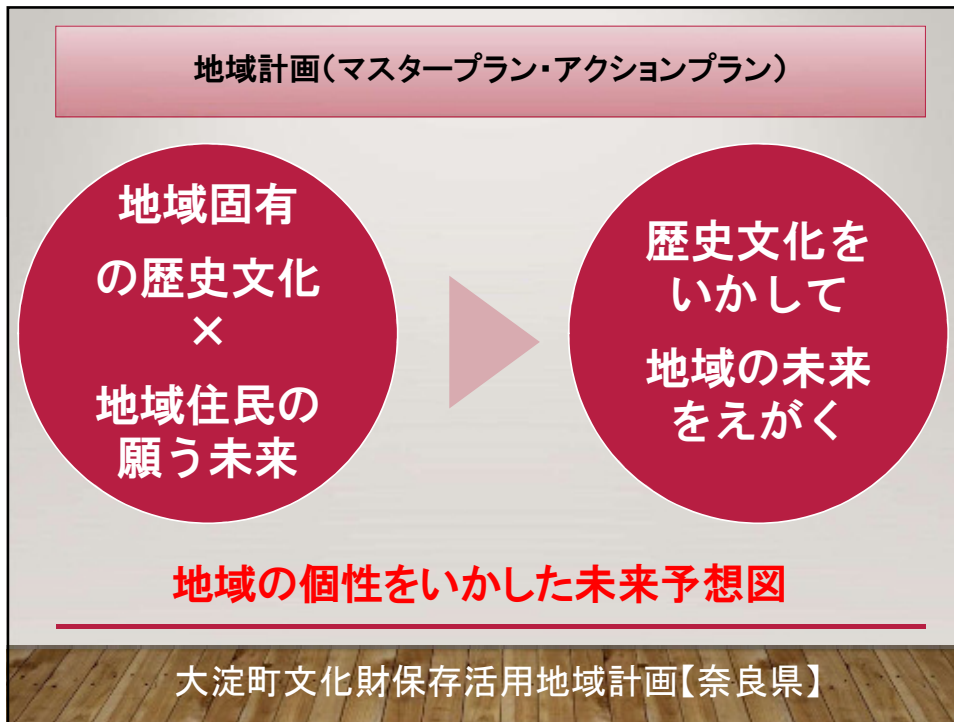 地域計画(マスタープラン・アクションプラン)
地域固有
の歴史文化
×
地域住民の
願う未来
歴史文化を
いかして
地域の未来
をえがく
地域の個性をいかした未来予想図
大淀町文化財保存活用地域計画【奈良県】